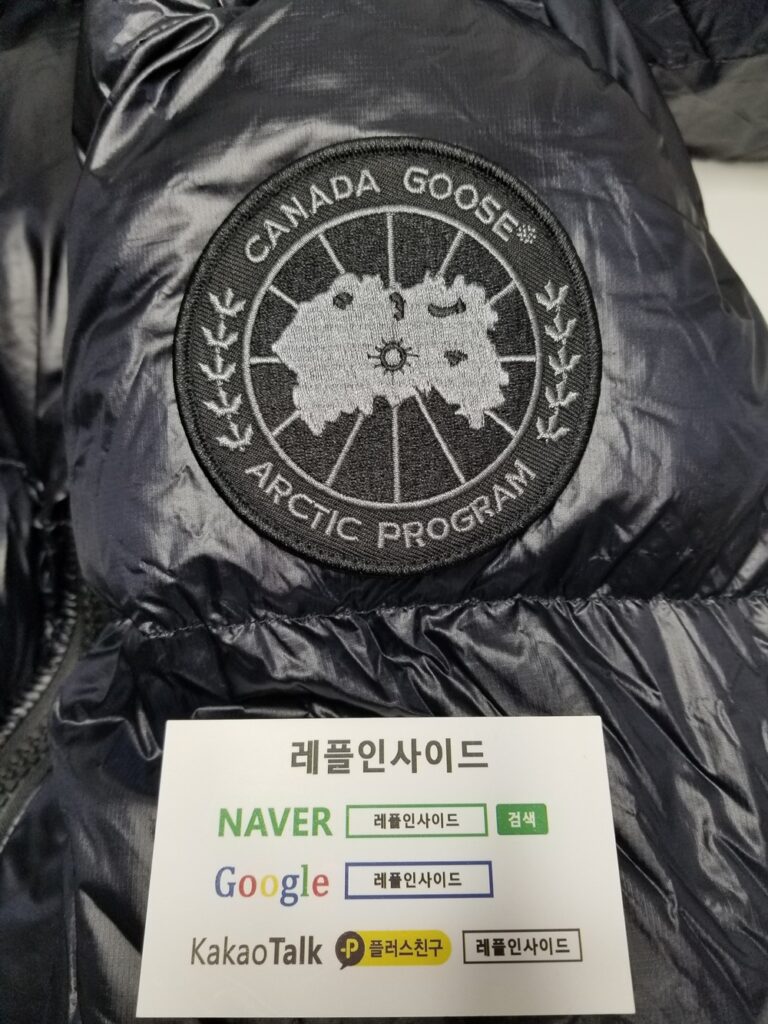 CANADA GOOSE
ARCTIC PROGRAM
레플인사이드
NAVER 레플인사이드 검색
Google 레플인사이드
KakaoTalk P 플러스친구 레플인사이드